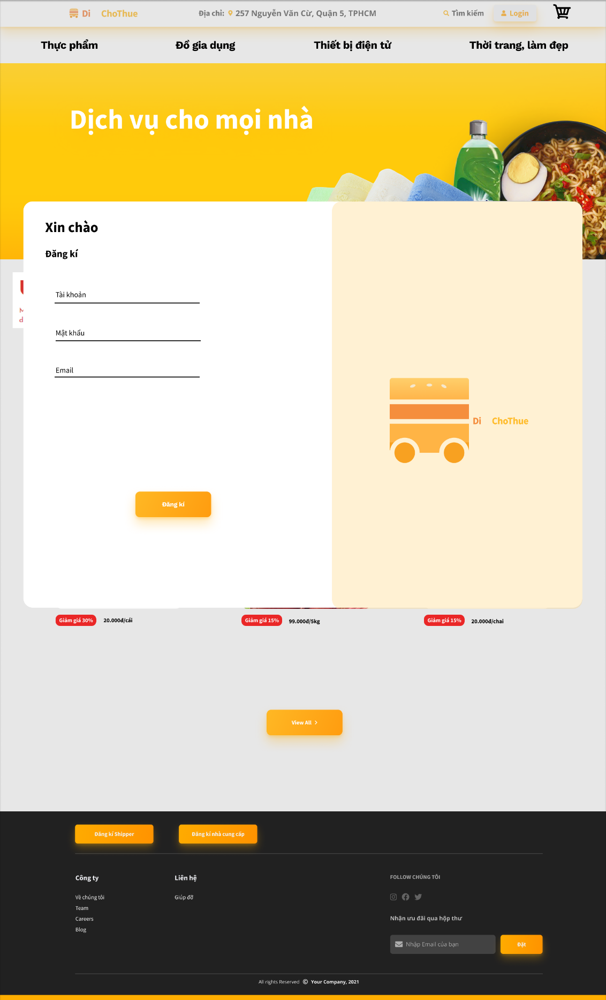 Di ChoThue
Địa chỉ: 257 Nguyễn Văn Cừ, Quận 5, TPHCM
Tìm kiếm
Login
Thực phẩm
Đồ gia dụng
Thiết bị điện tử
Thời trang, làm đẹp
Dịch vụ cho mọi nhà
Xin chào
Đăng kí
Tài khoản
Mật khẩu
Email
Di ChoThue
Đăng kí
Giảm giá 30% 20.000đ/cái
Giảm giá 15% 99.000đ/5kg
Giảm giá 15% 20.000đ/chai
View All
Đăng kí Shipper
Đăng kí nhà cung cấp
Công ty
Về chúng tôi
Team
Careers
Blog
Liên hệ
Giúp đỡ
FOLLOW CHÚNG TÔI
Nhận ưu đãi qua hộp thư
Nhập Email của bạn
Đặt
All rights Reserved © Your Company, 2021